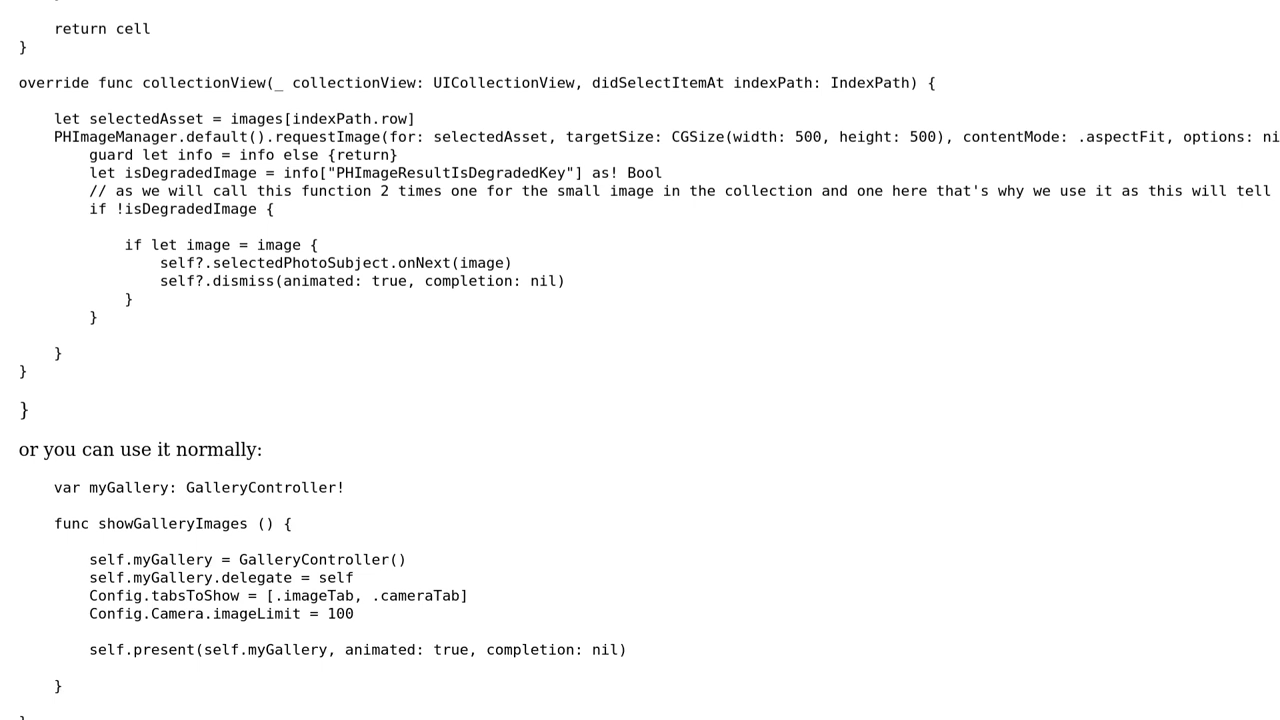 return cell
}
override func collectionView(_ collectionView: UICollectionView, didSelectItemAt indexPath: IndexPath) {
    let selectedAsset = images[indexPath.row]
    PHImageManager.default().requestImage(for: selectedAsset, targetSize: CGSize(width: 500, height: 500), contentMode: .aspectFit, options: ni
        guard let info = info else {return}
        let isDegradedImage = info["PHImageResultIsDegradedKey"] as! Bool
        // as we will call this function 2 times one for the small image in the collection and one here that's why we use it as this will tell
        if !isDegradedImage {
            if let image = image {
                self?.selectedPhotoSubject.onNext(image)
                self?.dismiss(animated: true, completion: nil)
            }
        }
    }
}
}
or you can use it normally:
    var myGallery: GalleryController!
    func showGalleryImages () {
        self.myGallery = GalleryController()
        self.myGallery.delegate = self
        Config.tabsToShow = [.imageTab, .cameraTab]
        Config.Camera.imageLimit = 100
        self.present(self.myGallery, animated: true, completion: nil)
    }